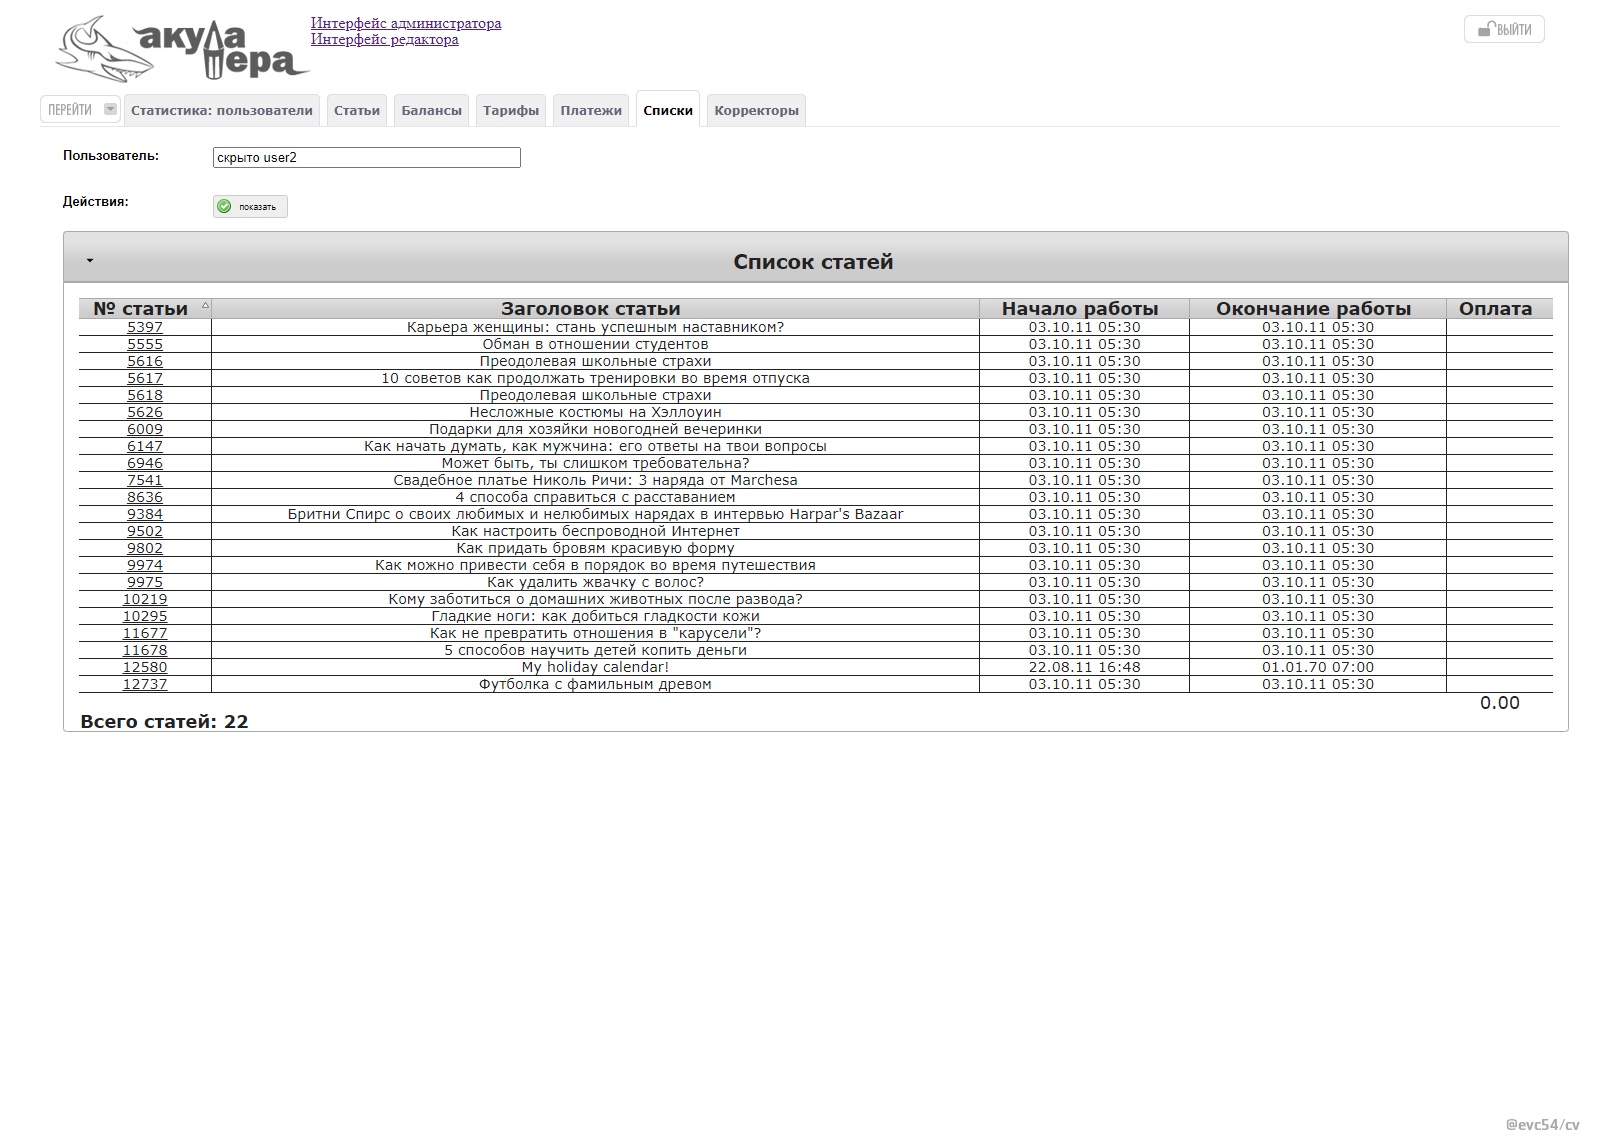 акула пера
Интерфейс администратора
Интерфейс редактора
ВЫЙТИ
ПЕРЕЙТИ Статистика: пользователи Статьи Балансы Тарифы Платежи Списки Корректоры
Пользователь: скрыто user2
Действия: показать
Список статей
№ статьи Заголовок статьи Начало работы Окончание работы Оплата
5397 Карьера женщины: стань успешным наставником? 03.10.11 05:30 03.10.11 05:30
5555 Обман в отношении студентов 03.10.11 05:30 03.10.11 05:30
5616 Преодолевая школьные страхи 03.10.11 05:30 03.10.11 05:30
5617 10 советов как продолжать тренировки во время отпуска 03.10.11 05:30 03.10.11 05:30
5618 Преодолевая школьные страхи 03.10.11 05:30 03.10.11 05:30
5626 Несложные костюмы на Хэллоуин 03.10.11 05:30 03.10.11 05:30
6009 Подарки для хозяйки новогодней вечеринки 03.10.11 05:30 03.10.11 05:30
6147 Как начать думать, как мужчина: его ответы на твои вопросы 03.10.11 05:30 03.10.11 05:30
6946 Может быть, ты слишком требовательна? 03.10.11 05:30 03.10.11 05:30
7541 Свадебное платье Николь Ричи: 3 наряда от Marchesa 03.10.11 05:30 03.10.11 05:30
8636 4 способа справиться с расставанием 03.10.11 05:30 03.10.11 05:30
9384 Бритни Спирс о своих любимых и нелюбимых нарядах в интервью Harpar's Bazaar 03.10.11 05:30 03.10.11 05:30
9502 Как настроить беспроводной Интернет 03.10.11 05:30 03.10.11 05:30
9802 Как придать бровям красивую форму 03.10.11 05:30 03.10.11 05:30
9974 Как можно привести себя в порядок во время путешествия 03.10.11 05:30 03.10.11 05:30
9975 Как удалить жвачку с волос? 03.10.11 05:30 03.10.11 05:30
10219 Кому заботиться о домашних животных после развода? 03.10.11 05:30 03.10.11 05:30
10295 Гладкие ноги: как добиться гладкости кожи 03.10.11 05:30 03.10.11 05:30
11677 Как не превратить отношения в "карусели"? 03.10.11 05:30 03.10.11 05:30
11678 5 способов научить детей копить деньги 03.10.11 05:30 03.10.11 05:30
12580 My holiday calendar! 22.08.11 16:48 01.01.70 07:00
12737 Футболка с фамильным древом 03.10.11 05:30 03.10.11 05:30
0.00
Всего статей: 22
@evc54/cv